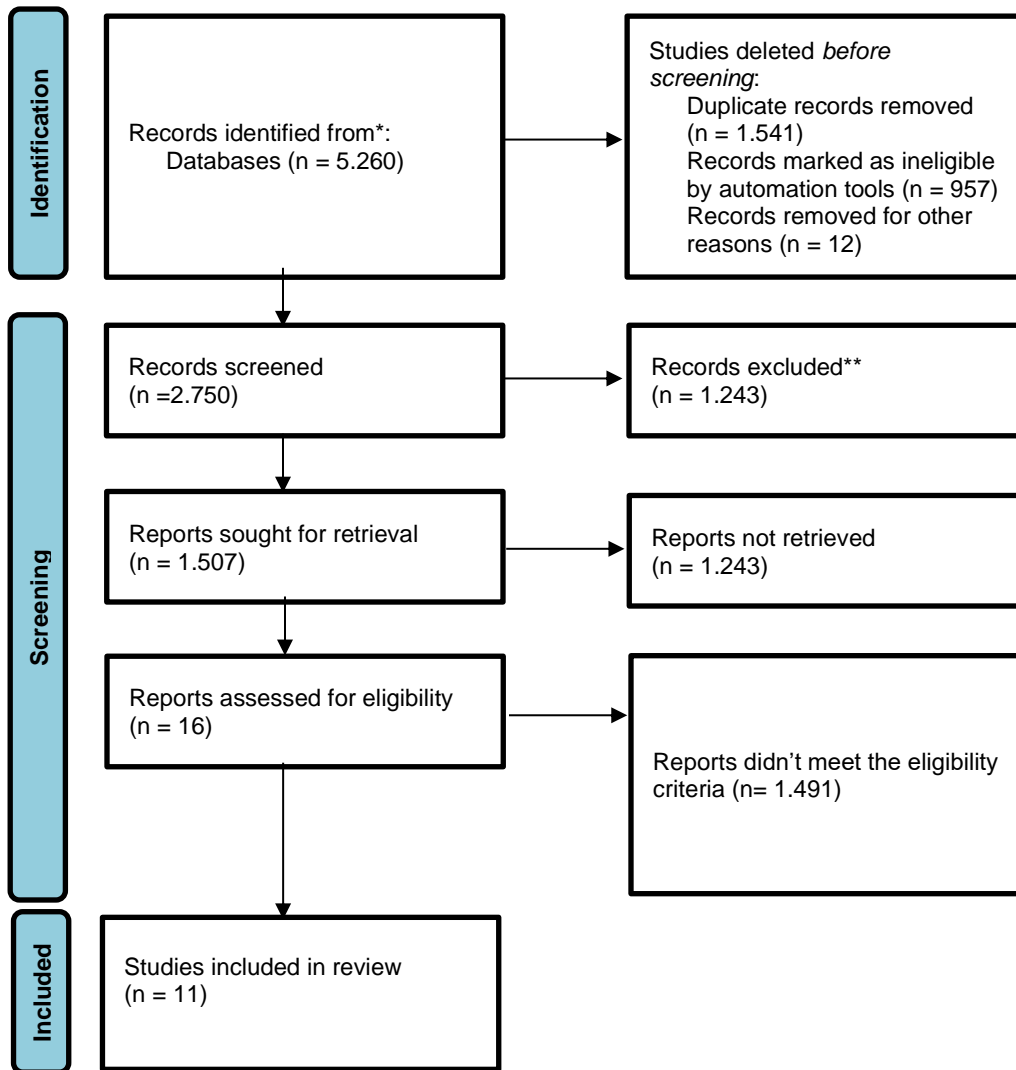 Identification
Records identified from*:
Databases (n = 5.260)
Studies deleted before
screening:
Duplicate records removed
(n = 1.541)
Records marked as ineligible
by automation tools (n = 957)
Records removed for other
reasons (n = 12)
Screening
Records screened
(n =2.750)
Records excluded**
(n = 1.243)
Reports sought for retrieval
(n = 1.507)
Reports not retrieved
(n = 1.243)
Reports assessed for eligibility
(n = 16)
Reports didn’t meet the eligibility
criteria (n= 1.491)
Included
Studies included in review
(n = 11)